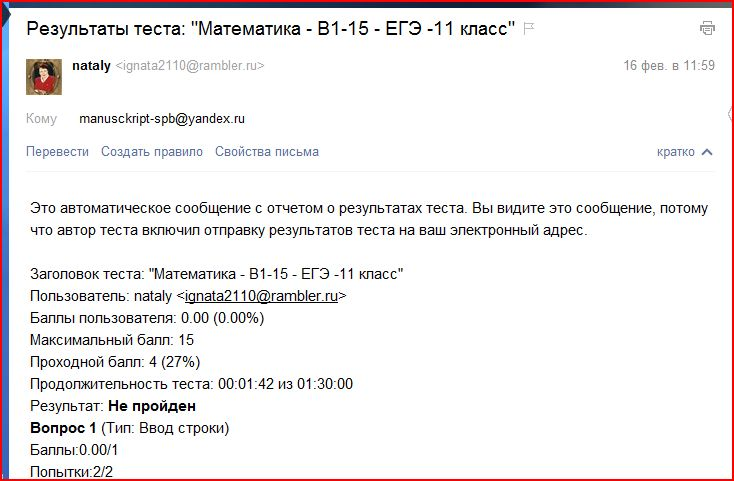 Результаты теста: "Математика - В1-15 - ЕГЭ -11 класс"
nataly <ignata2110@rambler.ru> 16 фев. в 11:59
Кому manusckript-spb@yandex.ru
Перевести Создать правило Свойства письма кратко
Это автоматическое сообщение с отчетом о результатах теста. Вы видите это сообщение, потому
что автор теста включил отправку результатов теста на ваш электронный адрес.
Заголовок теста: "Математика - В1-15 - ЕГЭ -11 класс"
Пользователь: nataly <ignata2110@rambler.ru>
Баллы пользователя: 0.00 (0.00%)
Максимальный балл: 15
Проходной балл: 4 (27%)
Продолжительность теста: 00:01:42 из 01:30:00
Результат: Не пройден
Вопрос 1 (Тип: Ввод строки)
Баллы:0.00/1
Попытки:2/2